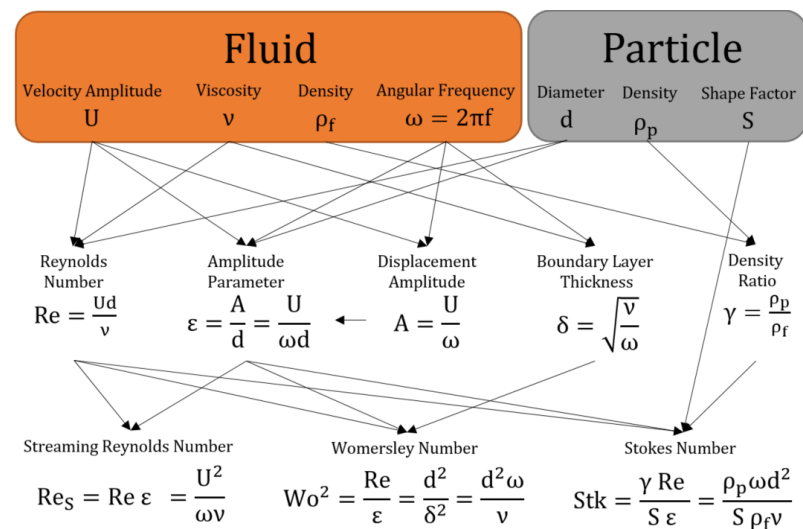 Fluid
Particle
Velocity Amplitude Viscosity Density Angular Frequency
Diameter Density Shape Factor
U ν ρf ω = 2πf
d ρp S
Reynolds Number
Amplitude Parameter
Displacement Amplitude
Boundary Layer Thickness
Density Ratio
Re = Ud/ν
ε = A/d = U/ωd
A = U/ω
δ = √(ν/ω)
γ = ρp/ρf
Streaming Reynolds Number
Womersley Number
Stokes Number
Re_S = Re ε = U²/ων
Wo² = Re/ε = d²/δ² = d²ω/ν
Stk = γ Re/S ε = ρpωd²/S ρfν